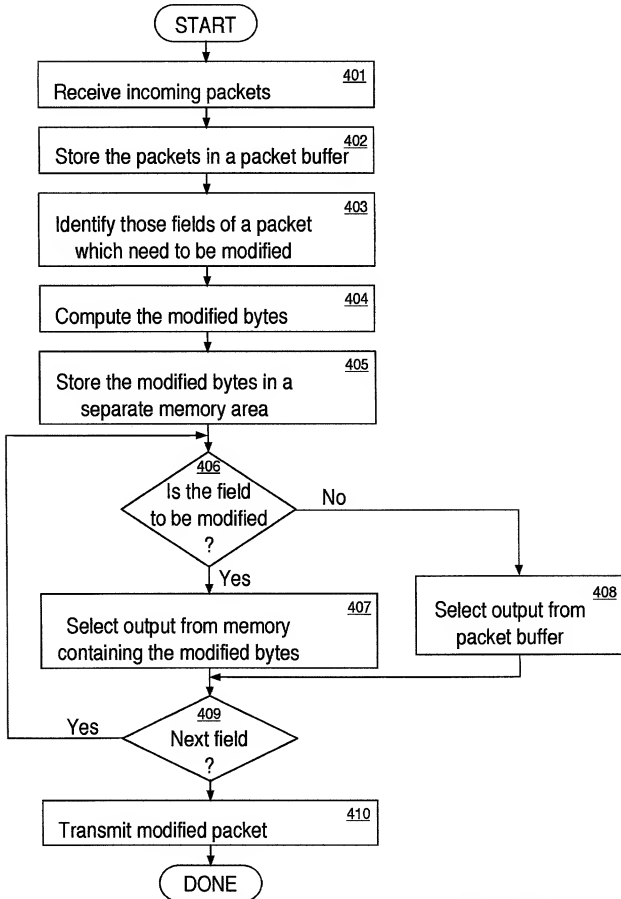 START
401
Receive incoming packets
402
Store the packets in a packet buffer
403
Identify those fields of a packet
which need to be modified
404
Compute the modified bytes
405
Store the modified bytes in a
separate memory area
406
Is the field
to be modified
?
No
Yes
407
Select output from memory
containing the modified bytes
408
Select output from
packet buffer
409
Next field
?
Yes
410
Transmit modified packet
DONE